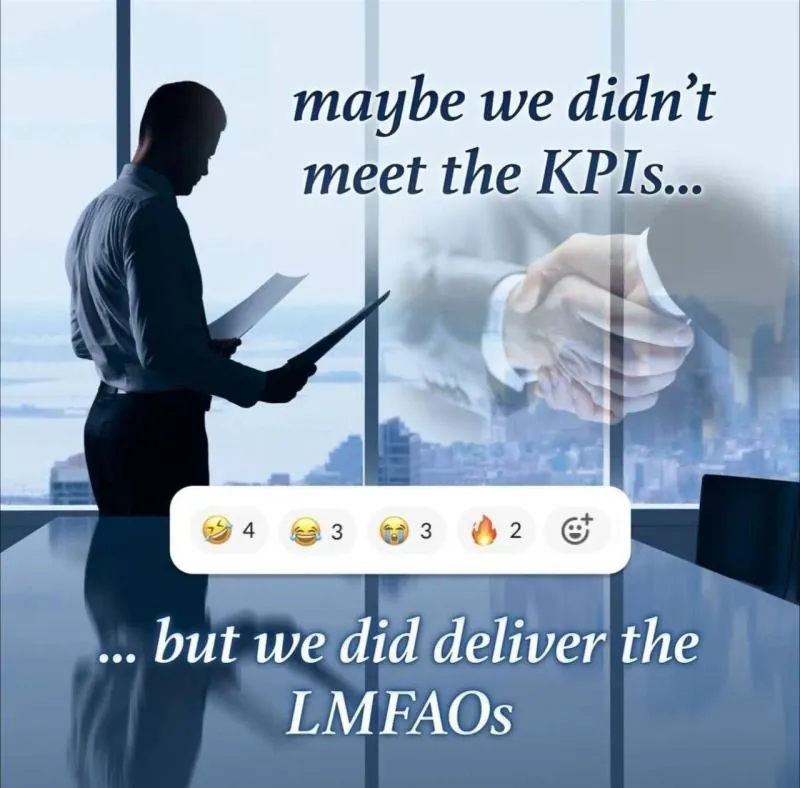 maybe we didn't
meet the KPIs...
🤣 4 😂 3 😭 3 🔥 2
... but we did deliver the
LMFAOs